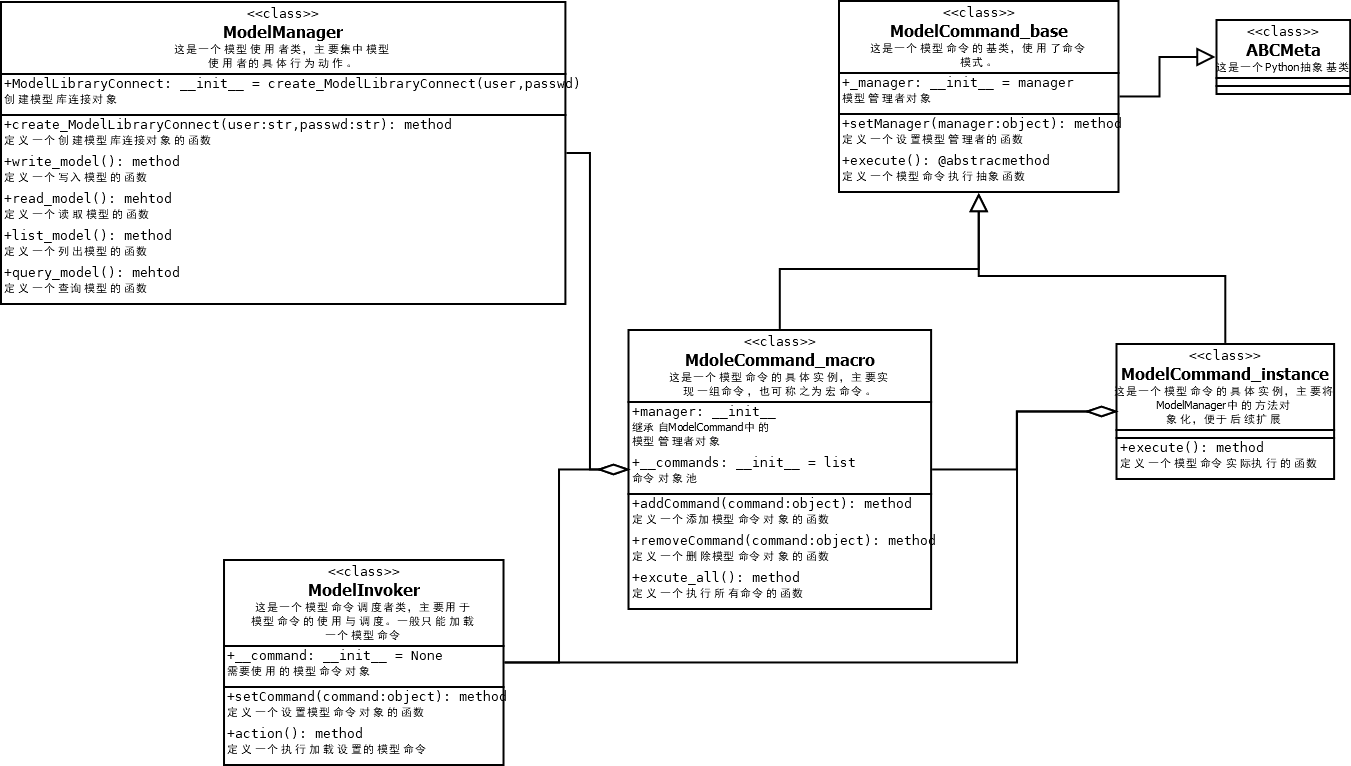 <<class>>
ModelManager
这是一个模型使用者类，主要集中模型
使用者的具体行为动作。
+ModelLibraryConnect: __init__ = create_ModelLibraryConnect(user,passwd)
创建模型库连接对象
+create_ModelLibraryConnect(user:str,passwd:str): method
定义一个创建模型库连接对象的函数
+write_model(): method
定义一个写入模型的函数
+read_model(): mehtod
定义一个读取模型的函数
+list_model(): method
定义一个列出模型的函数
+query_model(): mehtod
定义一个查询模型的函数
<<class>>
ModelCommand_base
这是一个模型命令的基类，使用了命令
模式。
+_manager: __init__ = manager
模型管理者对象
+setManager(manager:object): method
定义一个设置模型管理者的函数
+execute(): @abstracmethod
定义一个模型命令执行抽象函数
<<class>>
ABCMeta
这是一个Python抽象基类
<<class>>
MdoleCommand_macro
这是一个模型命令的具体实例，主要实
现一组命令，也可称之为宏命令。
+manager: __init__
继承自ModelCommand中的
模型管理者对象
+__commands: __init__ = list
命令对象池
+addCommand(command:object): method
定义一个添加模型命令对象的函数
+removeCommand(command:object): method
定义一个删除模型命令对象的函数
+excute_all(): method
定义一个执行所有命令的函数
<<class>>
ModelCommand_instance
这是一个模型命令的具体实例，主要将
ModelManager中的方法对
象化，便于后续扩展
+execute(): method
定义一个模型命令实际执行的函数
<<class>>
ModelInvoker
这是一个模型命令调度者类，主要用于
模型命令的使用与调度。一般只能加载
一个模型命令
+__command: __init__ = None
需要使用的模型命令对象
+setCommand(command:object): method
定义一个设置模型命令对象的函数
+action(): method
定义一个执行加载设置的模型命令